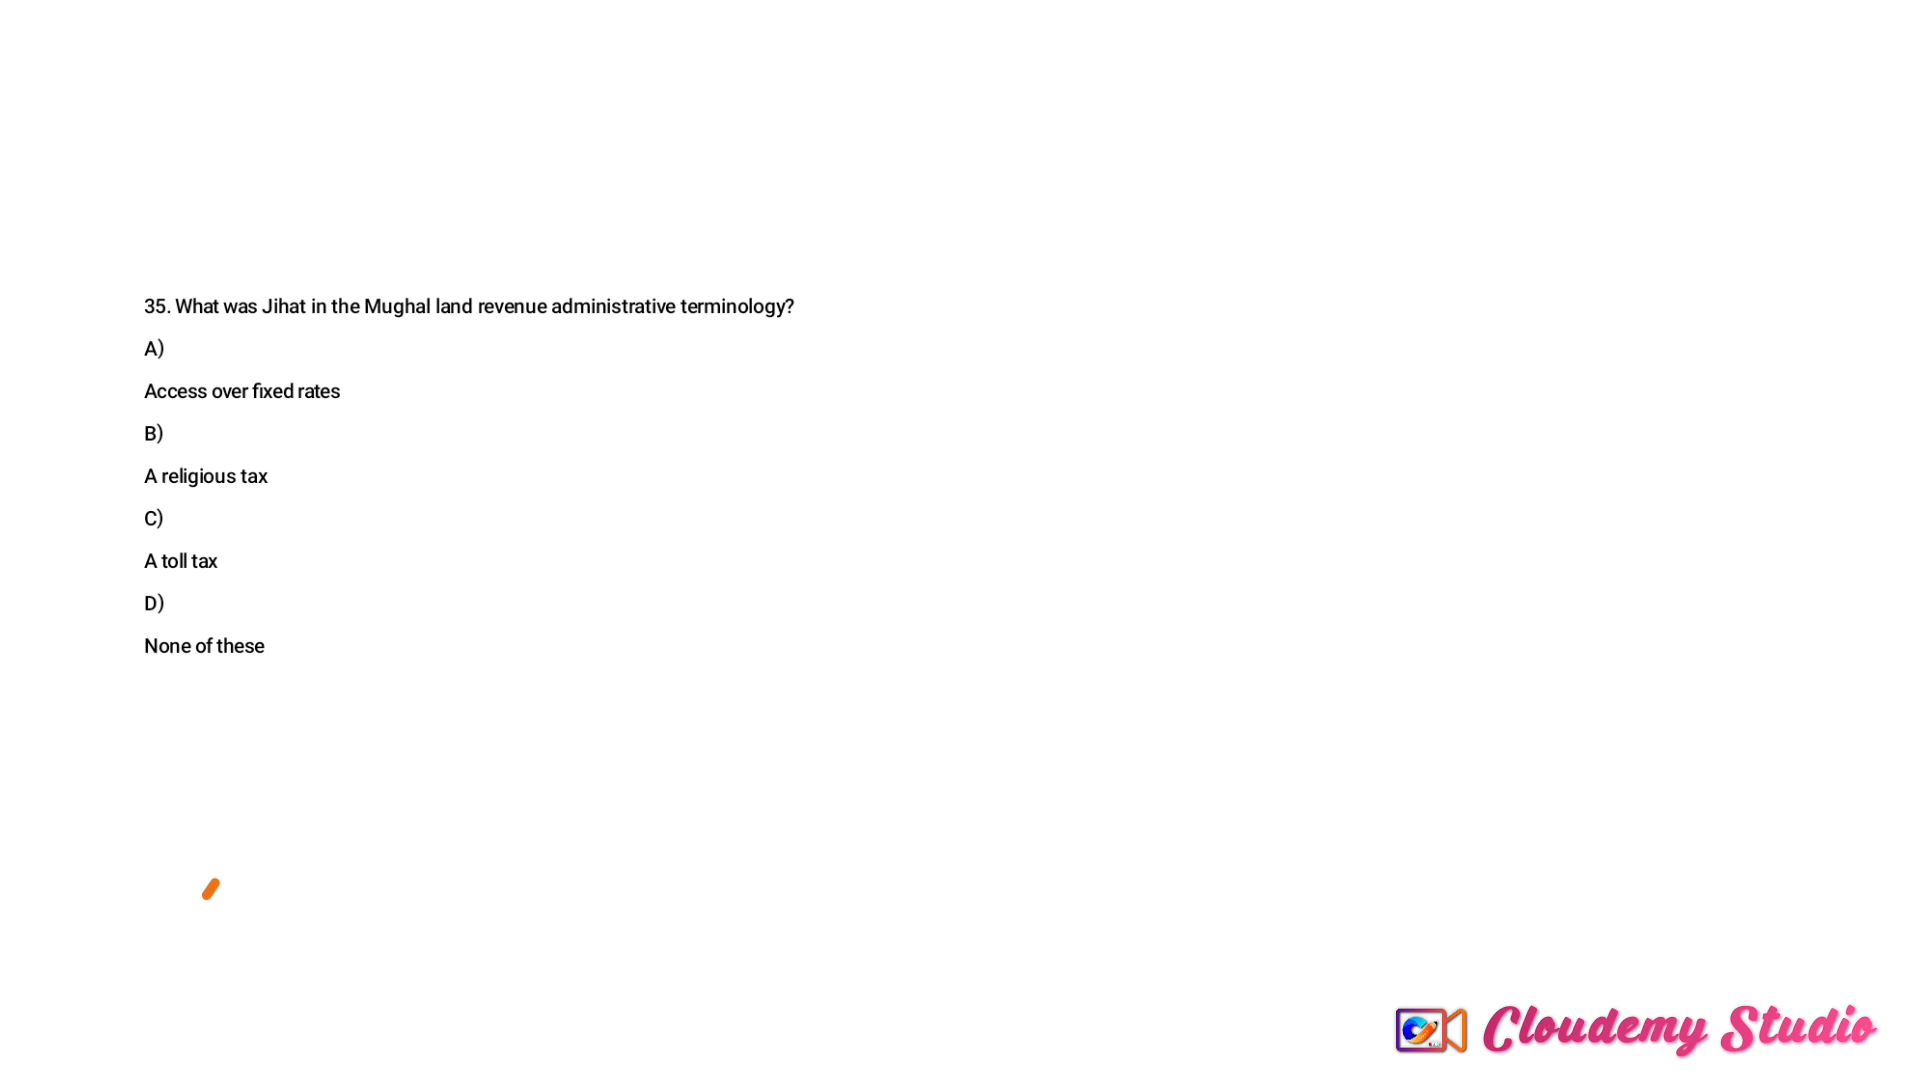 35. What was Jihat in the Mughal land revenue administrative terminology?
A)
Access over fixed rates
B)
A religious tax
C)
A toll tax
D)
None of these
Cloudemy Studio